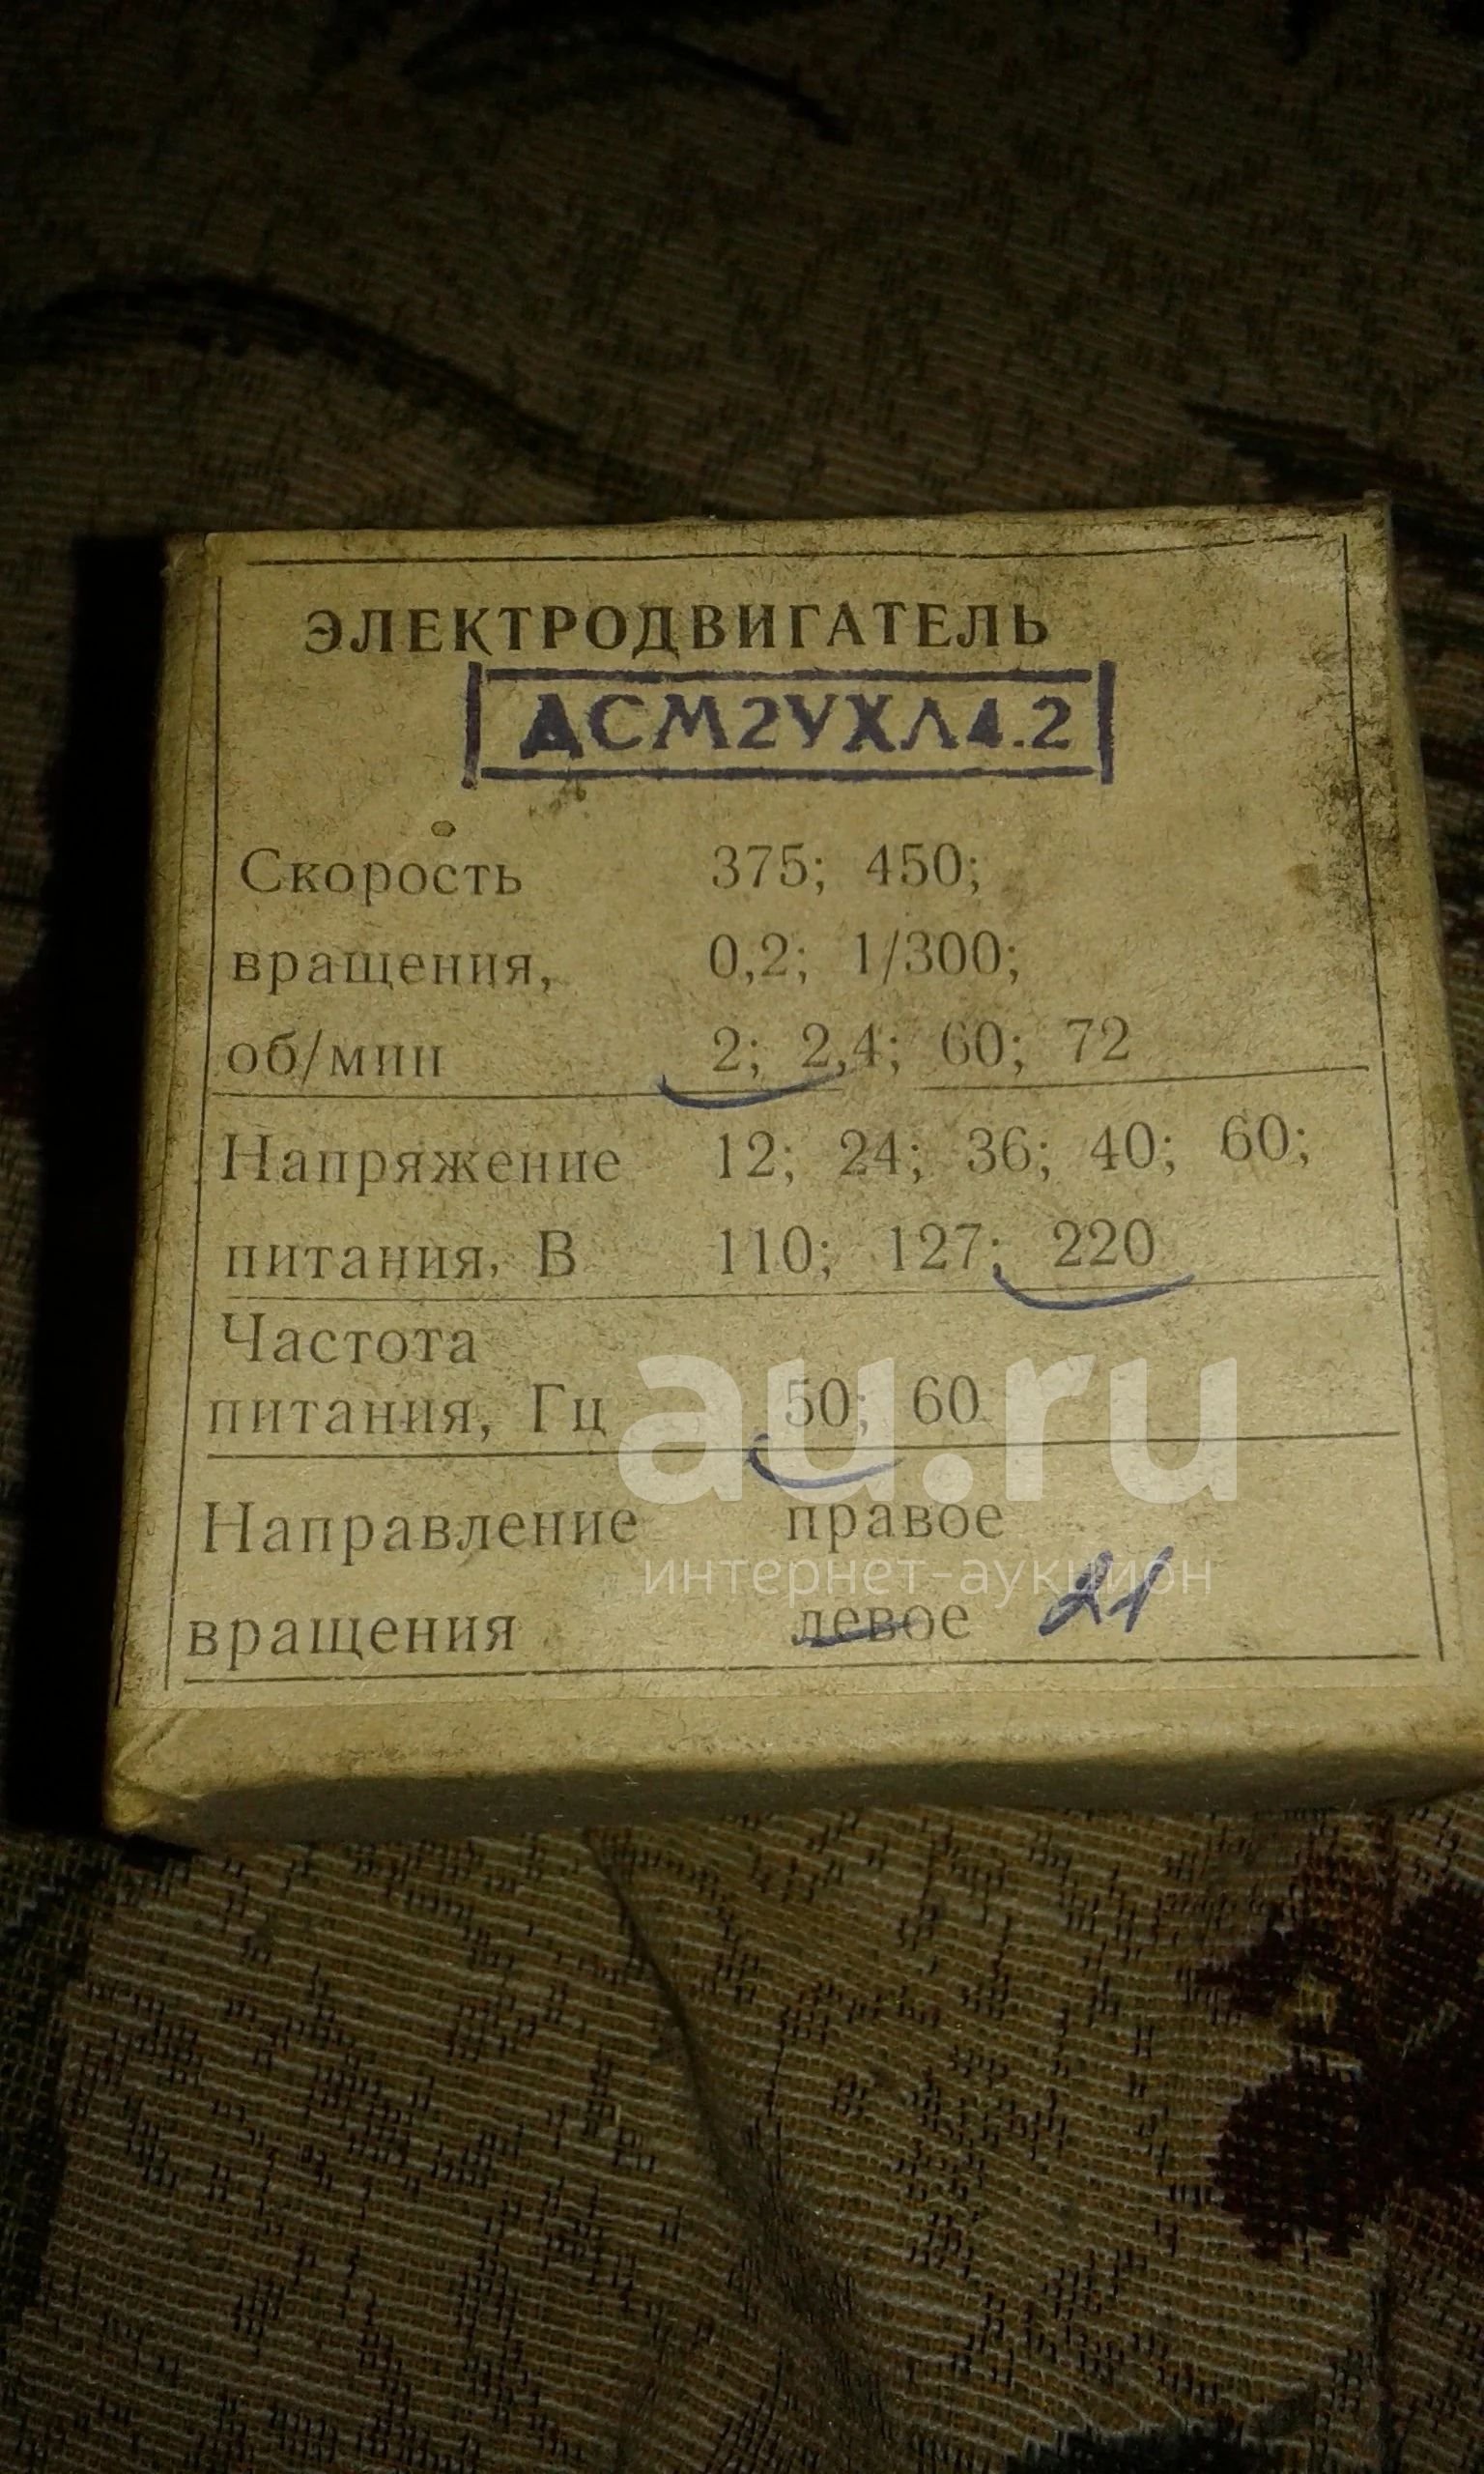 ЭЛЕКТРОДВИГАТЕЛЬ
ДСМ2УХЛ4.2
Скорость 375; 450;
вращения, 0,2; 1/300;
об/мин 2; 2,4; 60; 72
Напряжение 12; 24; 36; 40; 60;
питания, В 110; 127; 220
Частота
питания, Гц 50; 60
au.ru
Направление правое
интернет-аукцион
вращения левое 21